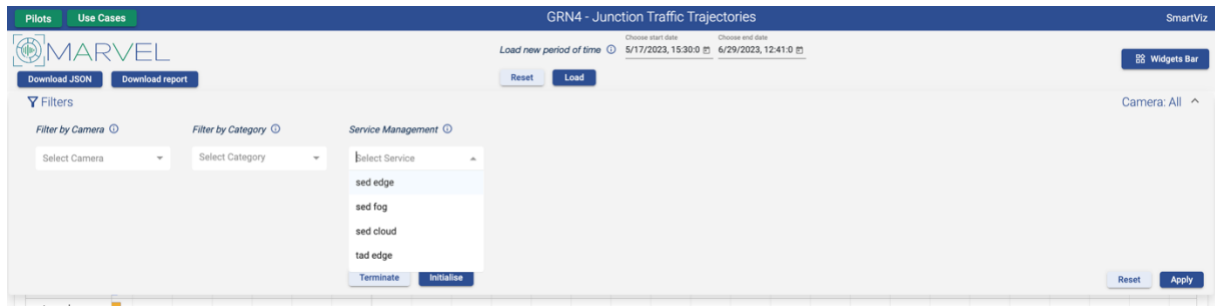 Pilots Use Cases GRN4 - Junction Traffic Trajectories SmartViz
MARVEL
Choose start date Choose end date
Load new period of time 5/17/2023, 15:30:0 6/29/2023, 12:41:0
Widgets Bar
Download JSON Download report Reset Load
Filters Camera: All
Filter by Camera Filter by Category Service Management
Select Camera Select Category Select Service
sed edge
sed fog
sed cloud
tad edge
Terminate Initialise Reset Apply